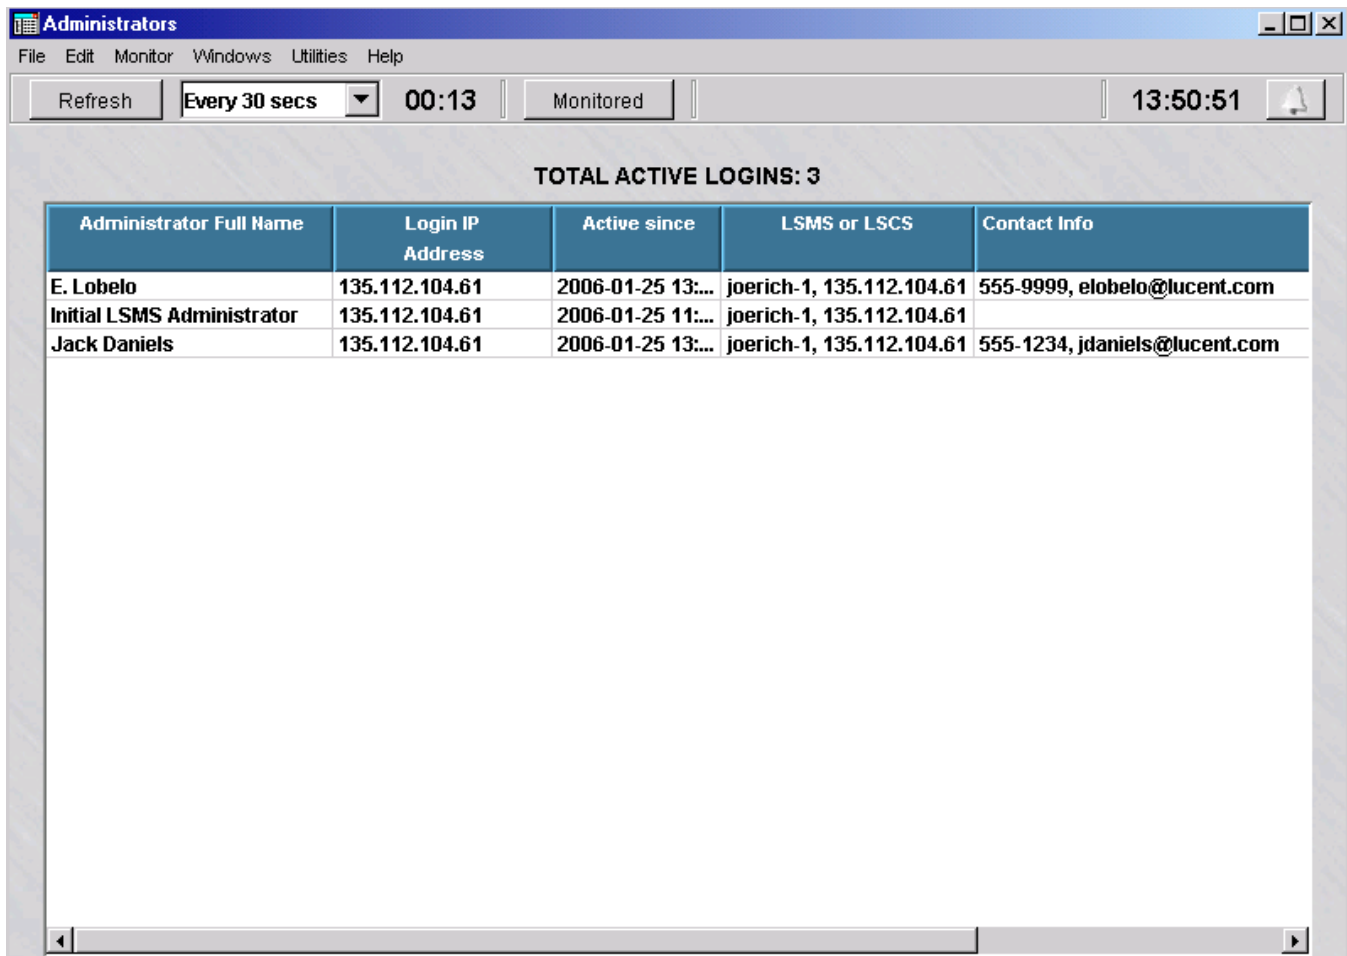 Administrators
File Edit Monitor Windows Utilities Help
Refresh Every 30 secs 00:13 Monitored 13:50:51
TOTAL ACTIVE LOGINS: 3
Administrator Full Name Login IP Address Active since LSMS or LSCS Contact Info
E. Lobelo 135.112.104.61 2006-01-25 13:... joerich-1, 135.112.104.61 555-9999, elobelo@lucent.com
Initial LSMS Administrator 135.112.104.61 2006-01-25 11:... joerich-1, 135.112.104.61
Jack Daniels 135.112.104.61 2006-01-25 13:... joerich-1, 135.112.104.61 555-1234, jdaniels@lucent.com